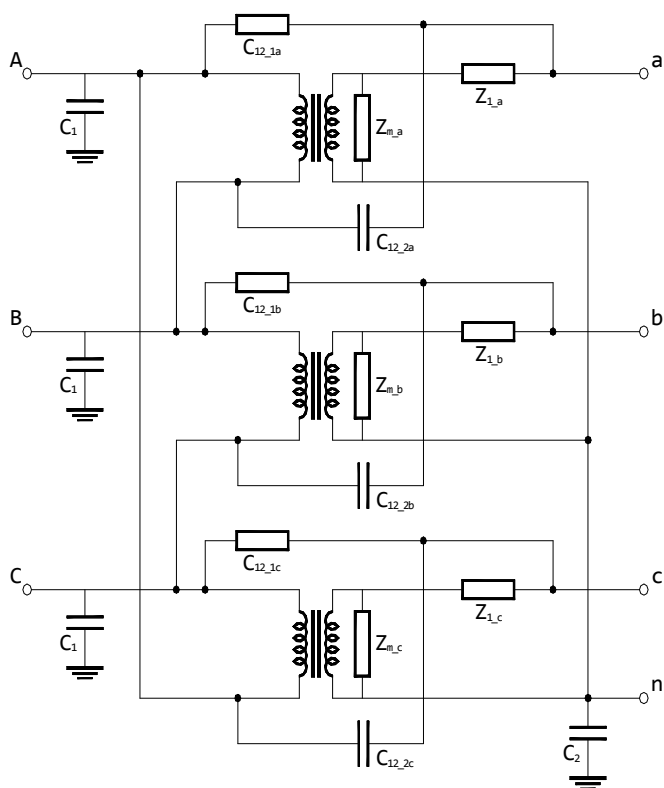 C12_1a
A
a
C1
Zm_a
Z1_a
C12_2a
C12_1b
B
b
C1
Zm_b
Z1_b
C12_2b
C12_1c
C
c
C1
Zm_c
Z1_c
n
C12_2c
C2